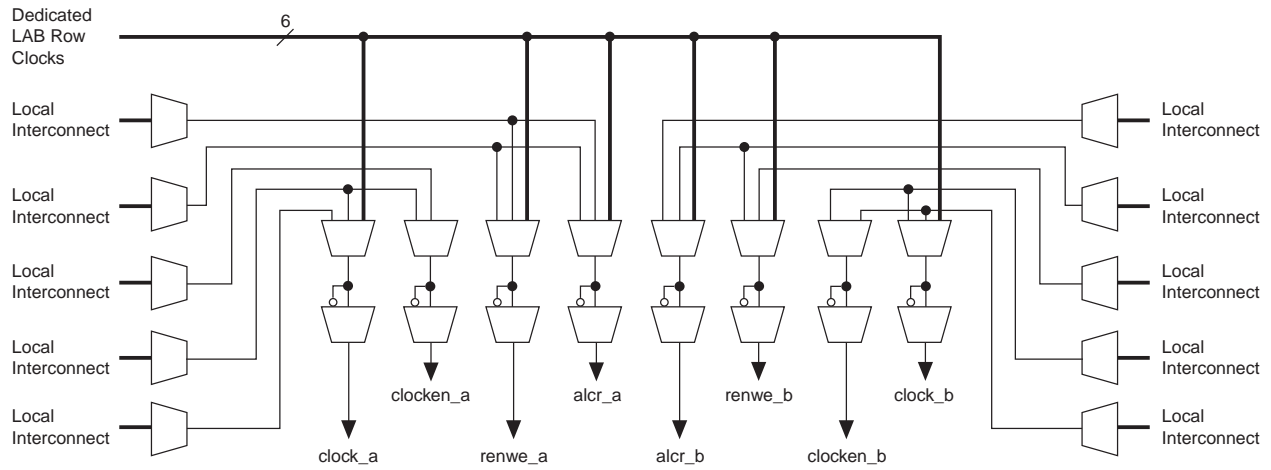 Dedicated
LAB Row
Clocks
6
Local
Interconnect
Local
Interconnect
Local
Interconnect
Local
Interconnect
Local
Interconnect
Local
Interconnect
Local
Interconnect
Local
Interconnect
Local
Interconnect
Local
Interconnect
clocken_a
alcr_a
renwe_b
clock_b
clock_a
renwe_a
alcr_b
clocken_b